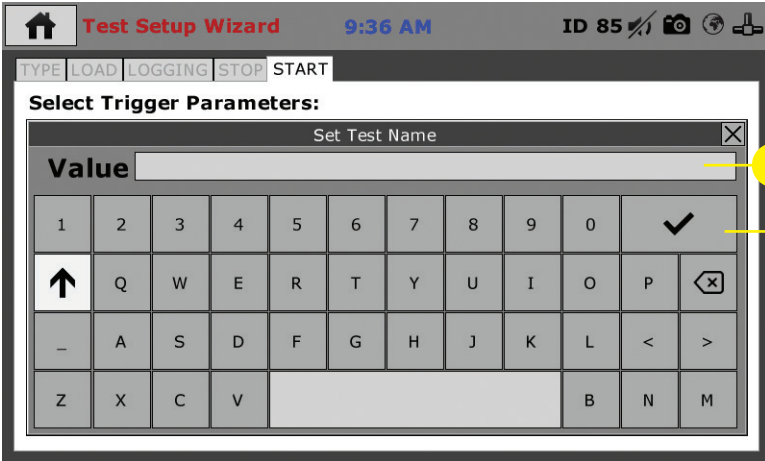 Test Setup Wizard 9:36 AM ID 85
TYPE LOAD LOGGING STOP START
Select Trigger Parameters:
Set Test Name
Value
1 2 3 4 5 6 7 8 9 0
Q W E R T Y U I O P
_ A S D F G H J K L < >
Z X C V B N M